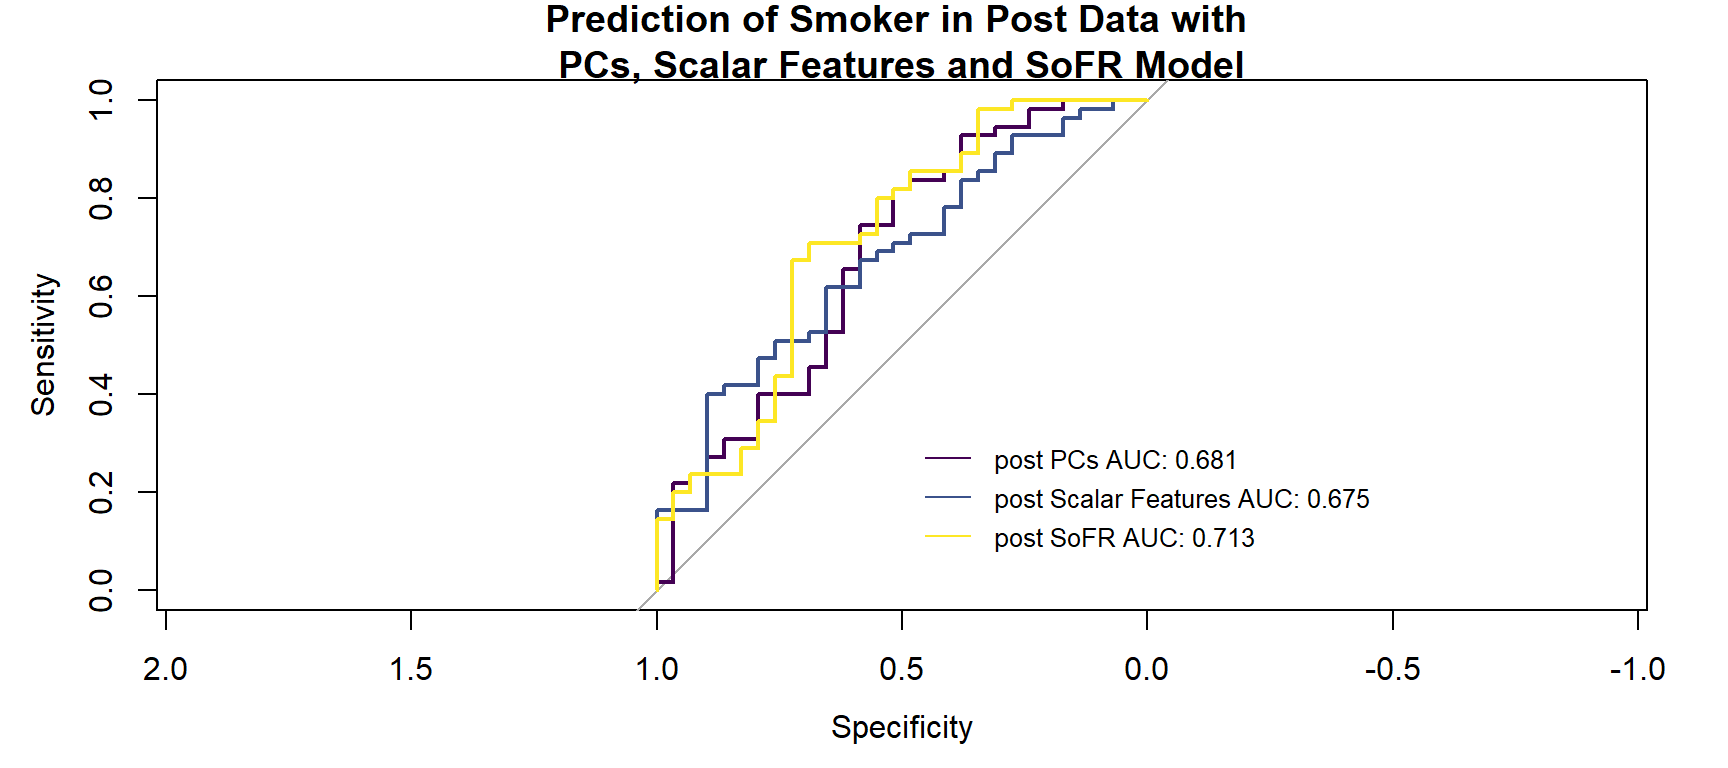 Prediction of Smoker in Post Data with
PCs, Scalar Features and SoFR Model
Sensitivity
1.0
0.8
0.6
0.4
0.2
0.0
post PCs AUC: 0.681
post Scalar Features AUC: 0.675
post SoFR AUC: 0.713
2.0 1.5 1.0 0.5 0.0 -0.5 -1.0
Specificity